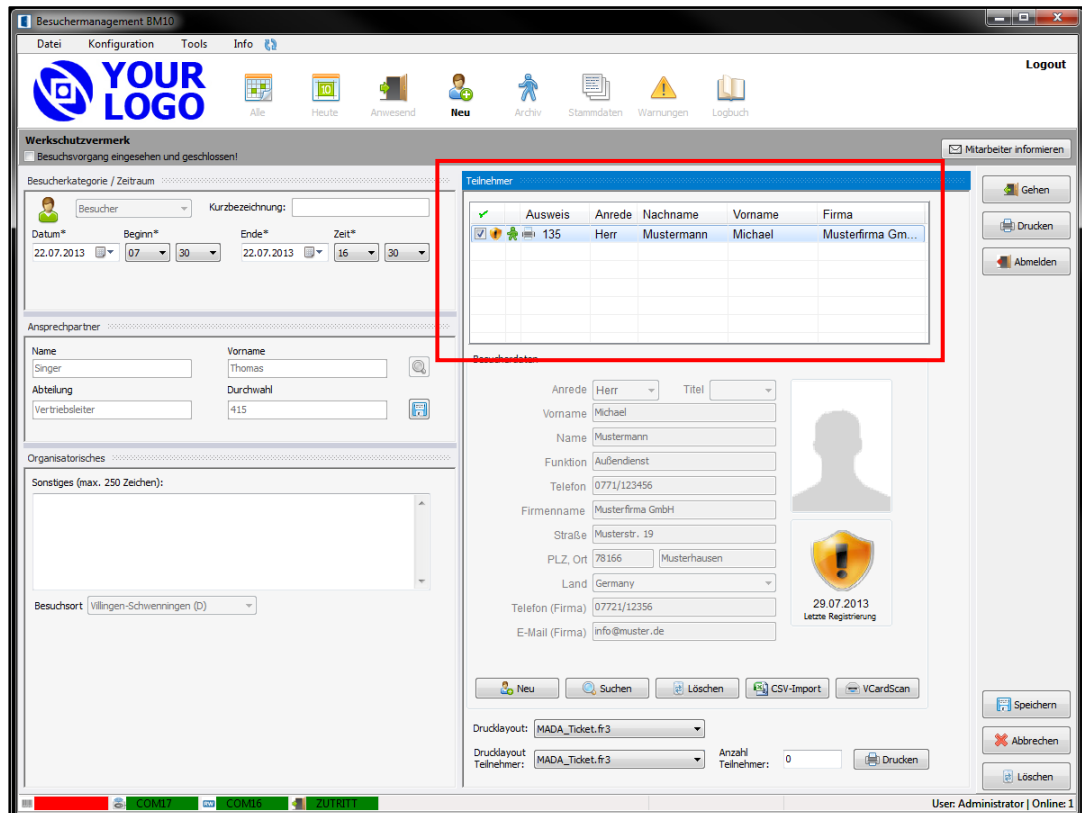 Besuchermanagement BM10
Datei Konfiguration Tools Info
YOUR LOGO
Alle Heute Anwesend Neu Archiv Stammdaten Warnungen Logbuch
Logout
Werkschutzvermerk
Besuchsvorgang eingesehen und geschlossen!
Mitarbeiter informieren
Besucherkategorie / Zeitraum
Besucher Kurzbezeichnung:
Datum* Beginn* Ende* Zeit*
22.07.2013 07 30 22.07.2013 16 30
Ansprechpartner
Name Vorname
Singer Thomas
Abteilung Durchwahl
Vertriebsleiter 415
Organisatorisches
Sonstiges (max. 250 Zeichen):
Besuchsort Villingen-Schwenningen (D)
Teilnehmer
Ausweis Anrede Nachname Vorname Firma
135 Herr Mustermann Michael Musterfirma Gm...
Besucherdaten
Anrede Herr Titel
Vorname Michael
Name Mustermann
Funktion Außendienst
Telefon 0771/123456
Firmenname Musterfirma GmbH
Straße Musterstr. 19
PLZ, Ort 78166 Musterhausen
Land Germany
Telefon (Firma) 07721/12356
E-Mail (Firma) info@muster.de
29.07.2013
Letzte Registrierung
Neu Suchen Löschen CSV-Import VCardScan
Drucklayout: MADA_Ticket.fr3
Drucklayout Teilnehmer: MADA_Ticket.fr3 Anzahl Teilnehmer: 0 Drucken
Gehen
Drucken
Abmelden
Speichern
Abbrechen
Löschen
COM17 COM16 ZUTRITT
User: Administrator | Online: 1